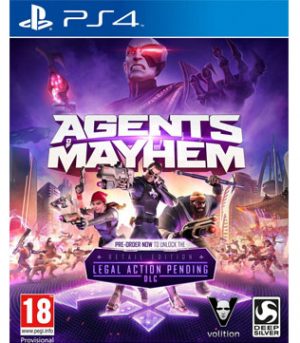 PS4
AGENTS
OF
MAYHEM
PRE-ORDER NOW TO UNLOCK THE
RETAIL EDITION
LEGAL ACTION PENDING
DLC
18
www.pegi.info
Provisional
volition
DEEP
SILVER